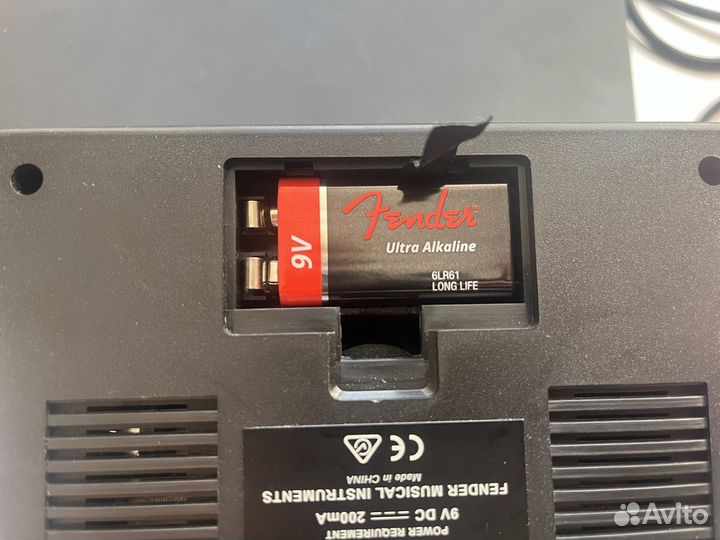 9V
Fender
Ultra Alkaline
6LR61
LONG LIFE
POWER REQUIREMENT
9V DC 200mA
FENDER MUSICAL INSTRUMENTS
Made in CHINA
CE
Avito